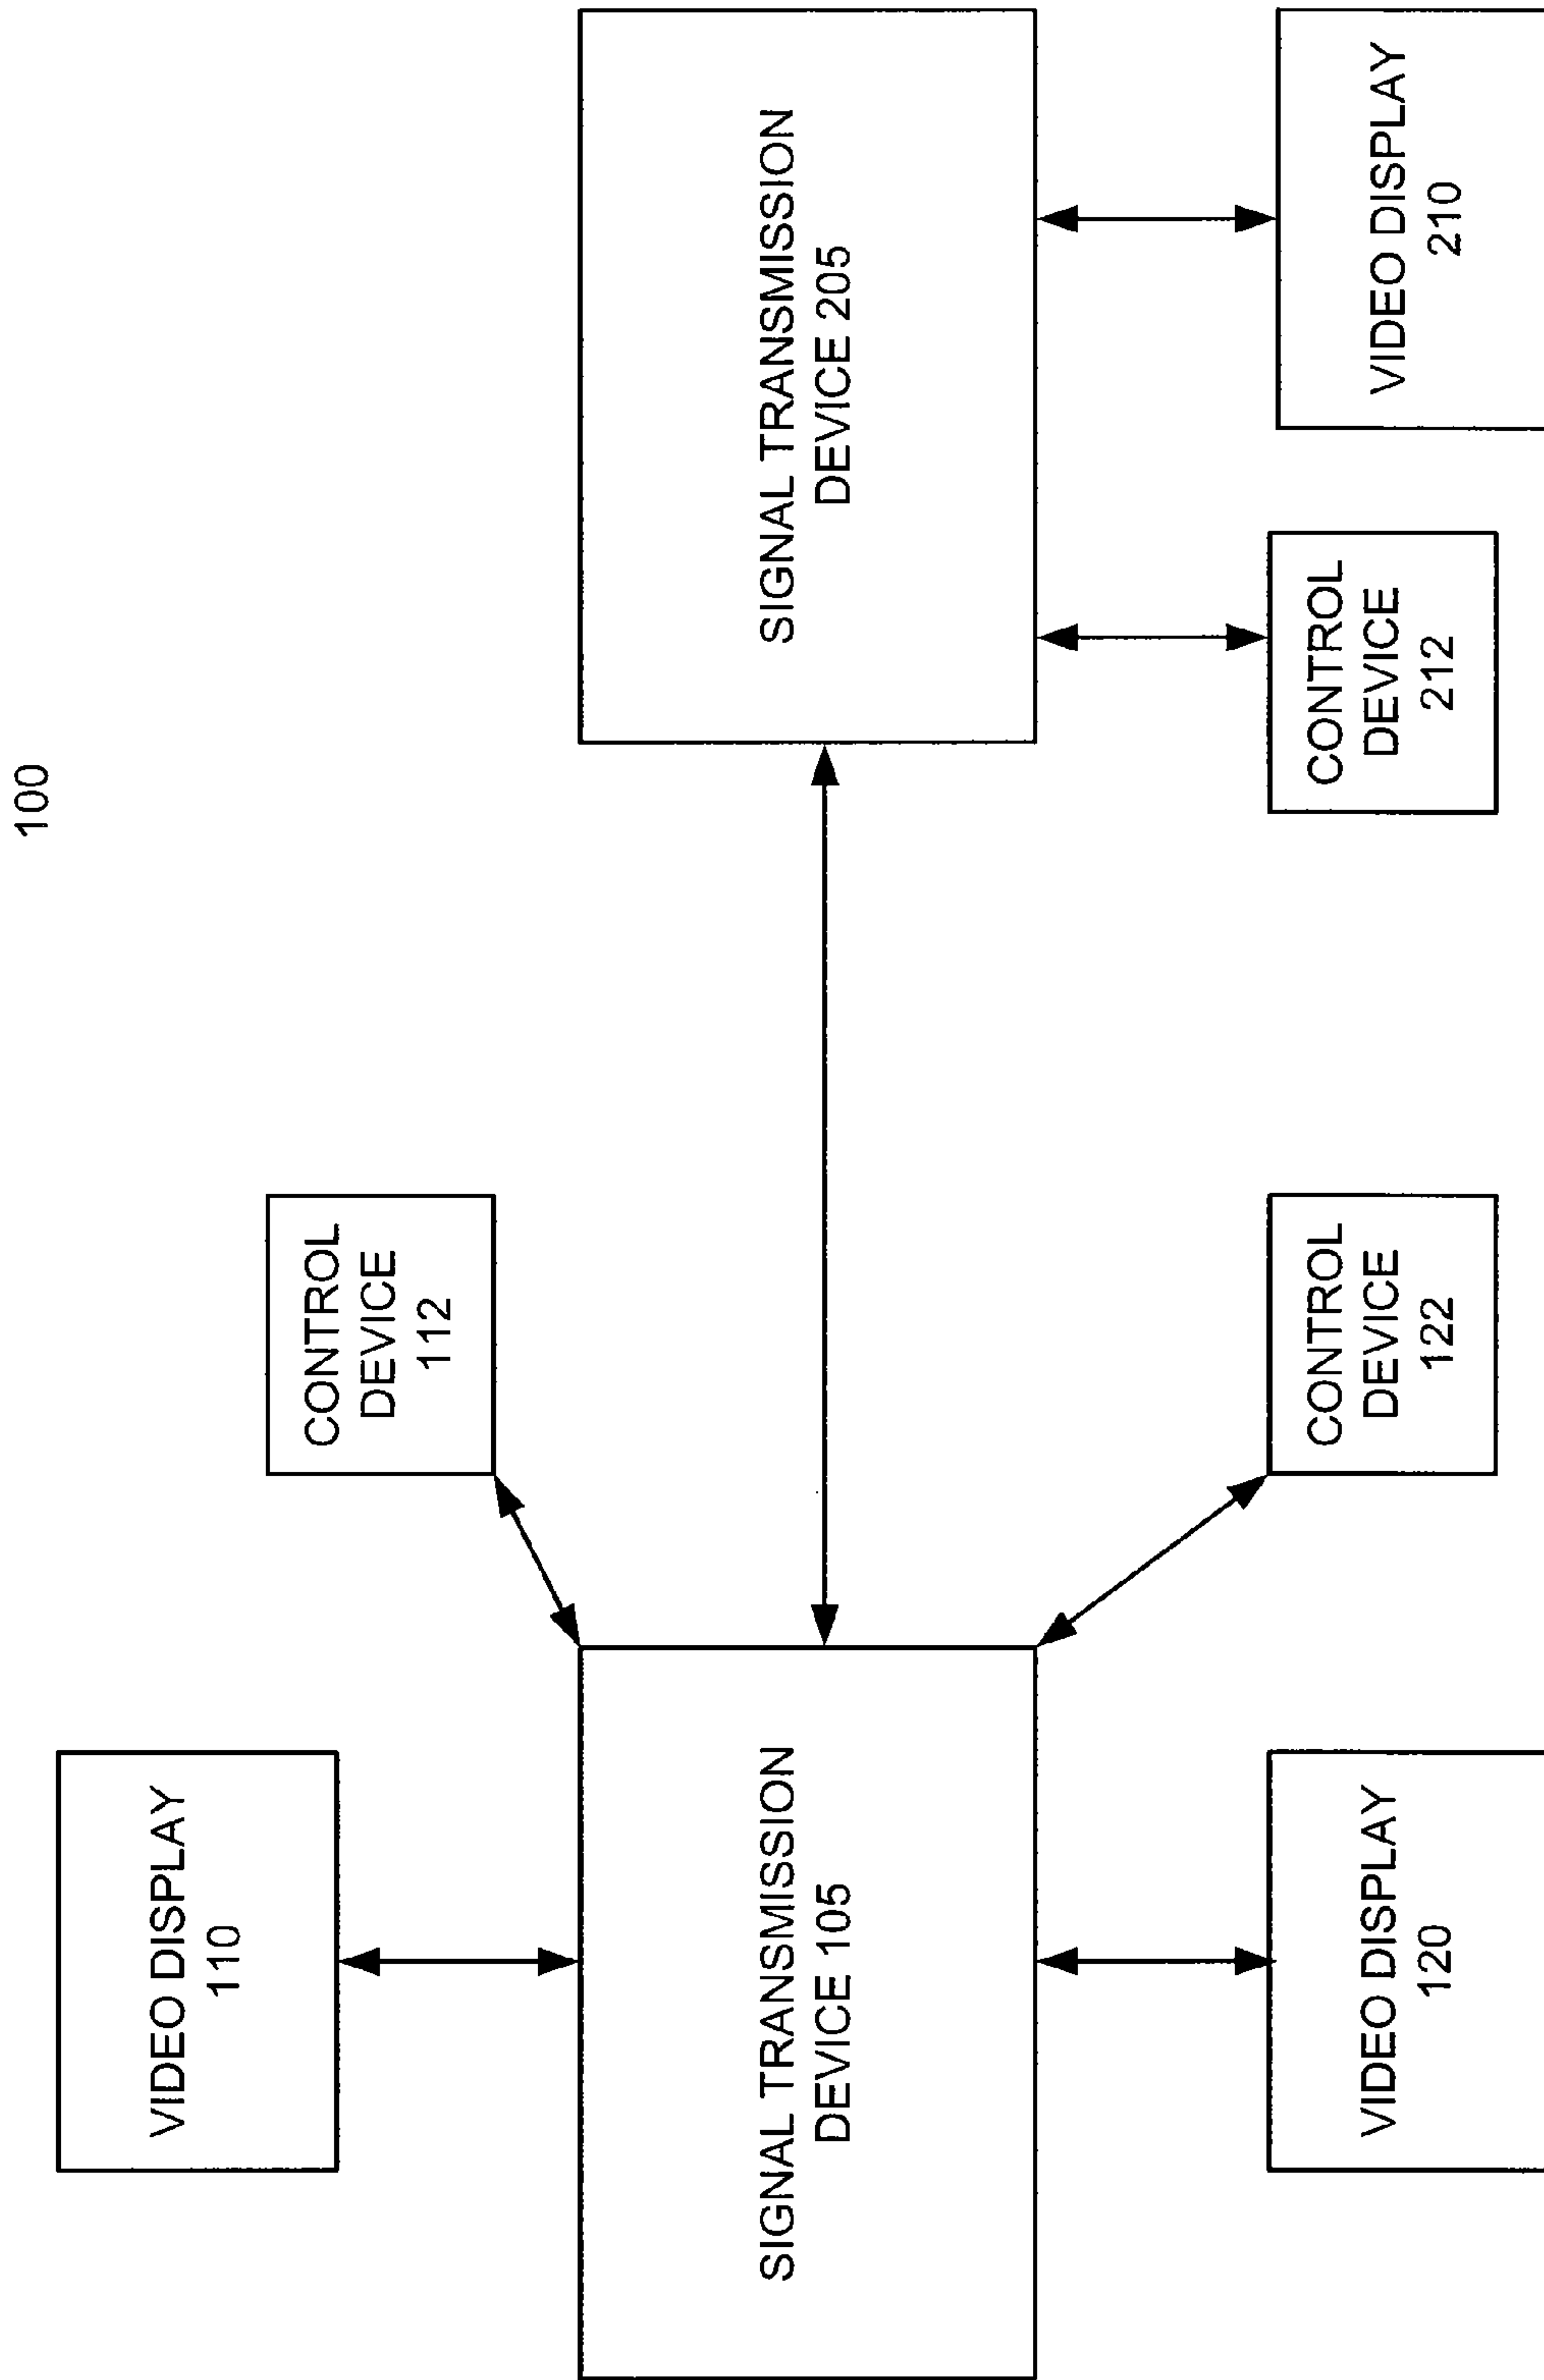 100
VIDEO DISPLAY
110
CONTROL
DEVICE
112
SIGNAL TRANSMISSION
DEVICE 105
SIGNAL TRANSMISSION
DEVICE 205
VIDEO DISPLAY
120
CONTROL
DEVICE
122
CONTROL
DEVICE
212
VIDEO DISPLAY
210